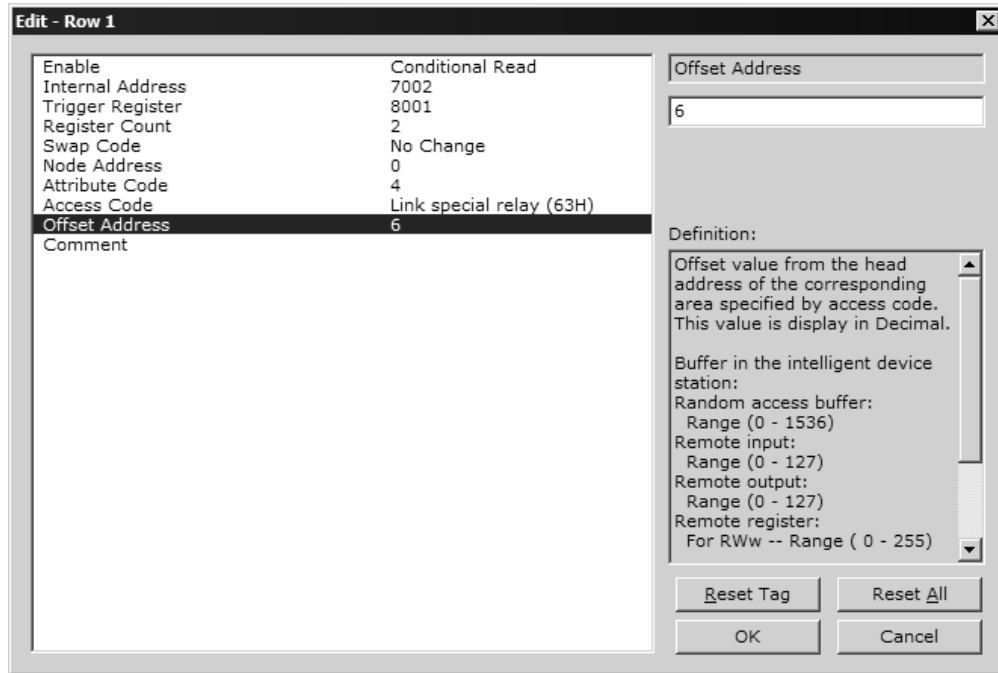 Edit - Row 1
Enable Conditional Read
Internal Address 7002
Trigger Register 8001
Register Count 2
Swap Code No Change
Node Address 0
Attribute Code 4
Access Code Link special relay (63H)
Offset Address 6
Comment
Offset Address
6
Definition:
Offset value from the head
address of the corresponding
area specified by access code.
This value is display in Decimal.
Buffer in the intelligent device
station:
Random access buffer:
Range (0 - 1536)
Remote input:
Range (0 - 127)
Remote output:
Range (0 - 127)
Remote register:
For RWw -- Range ( 0 - 255)
Reset Tag Reset All
OK Cancel